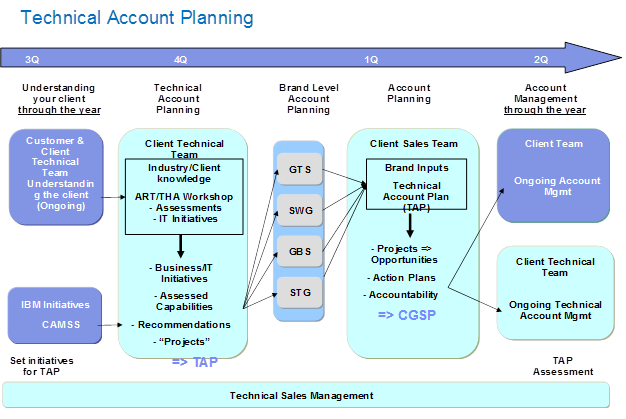 Technical Account Planning
3Q 4Q 1Q 2Q
Understanding
your client
through the year
Technical
Account
Planning
Brand Level
Account
Planning
Account
Planning
Account
Management
through the year
Customer &
Client
Technical
Team
Understandin
g the client
(Ongoing)
IBM Initiatives
CAMSS
Set initiatives
for TAP
Client Technical
Team
Industry/Client
knowledge
ART/THA Workshop
- Assessments
- IT Initiatives
- Business/IT
Initiatives
- Assessed
Capabilities
- Recommendations
- “Projects”
=> TAP
GTS
SWG
GBS
STG
Client Sales Team
Brand Inputs
Technical
Account Plan
(TAP)
- Projects =>
Opportunities
- Action Plans
- Accountability
=> CGSP
Client Team
Ongoing Account
Mgmt
Client Technical
Team
Ongoing Technical
Account Mgmt
TAP
Assessment
Technical Sales Management